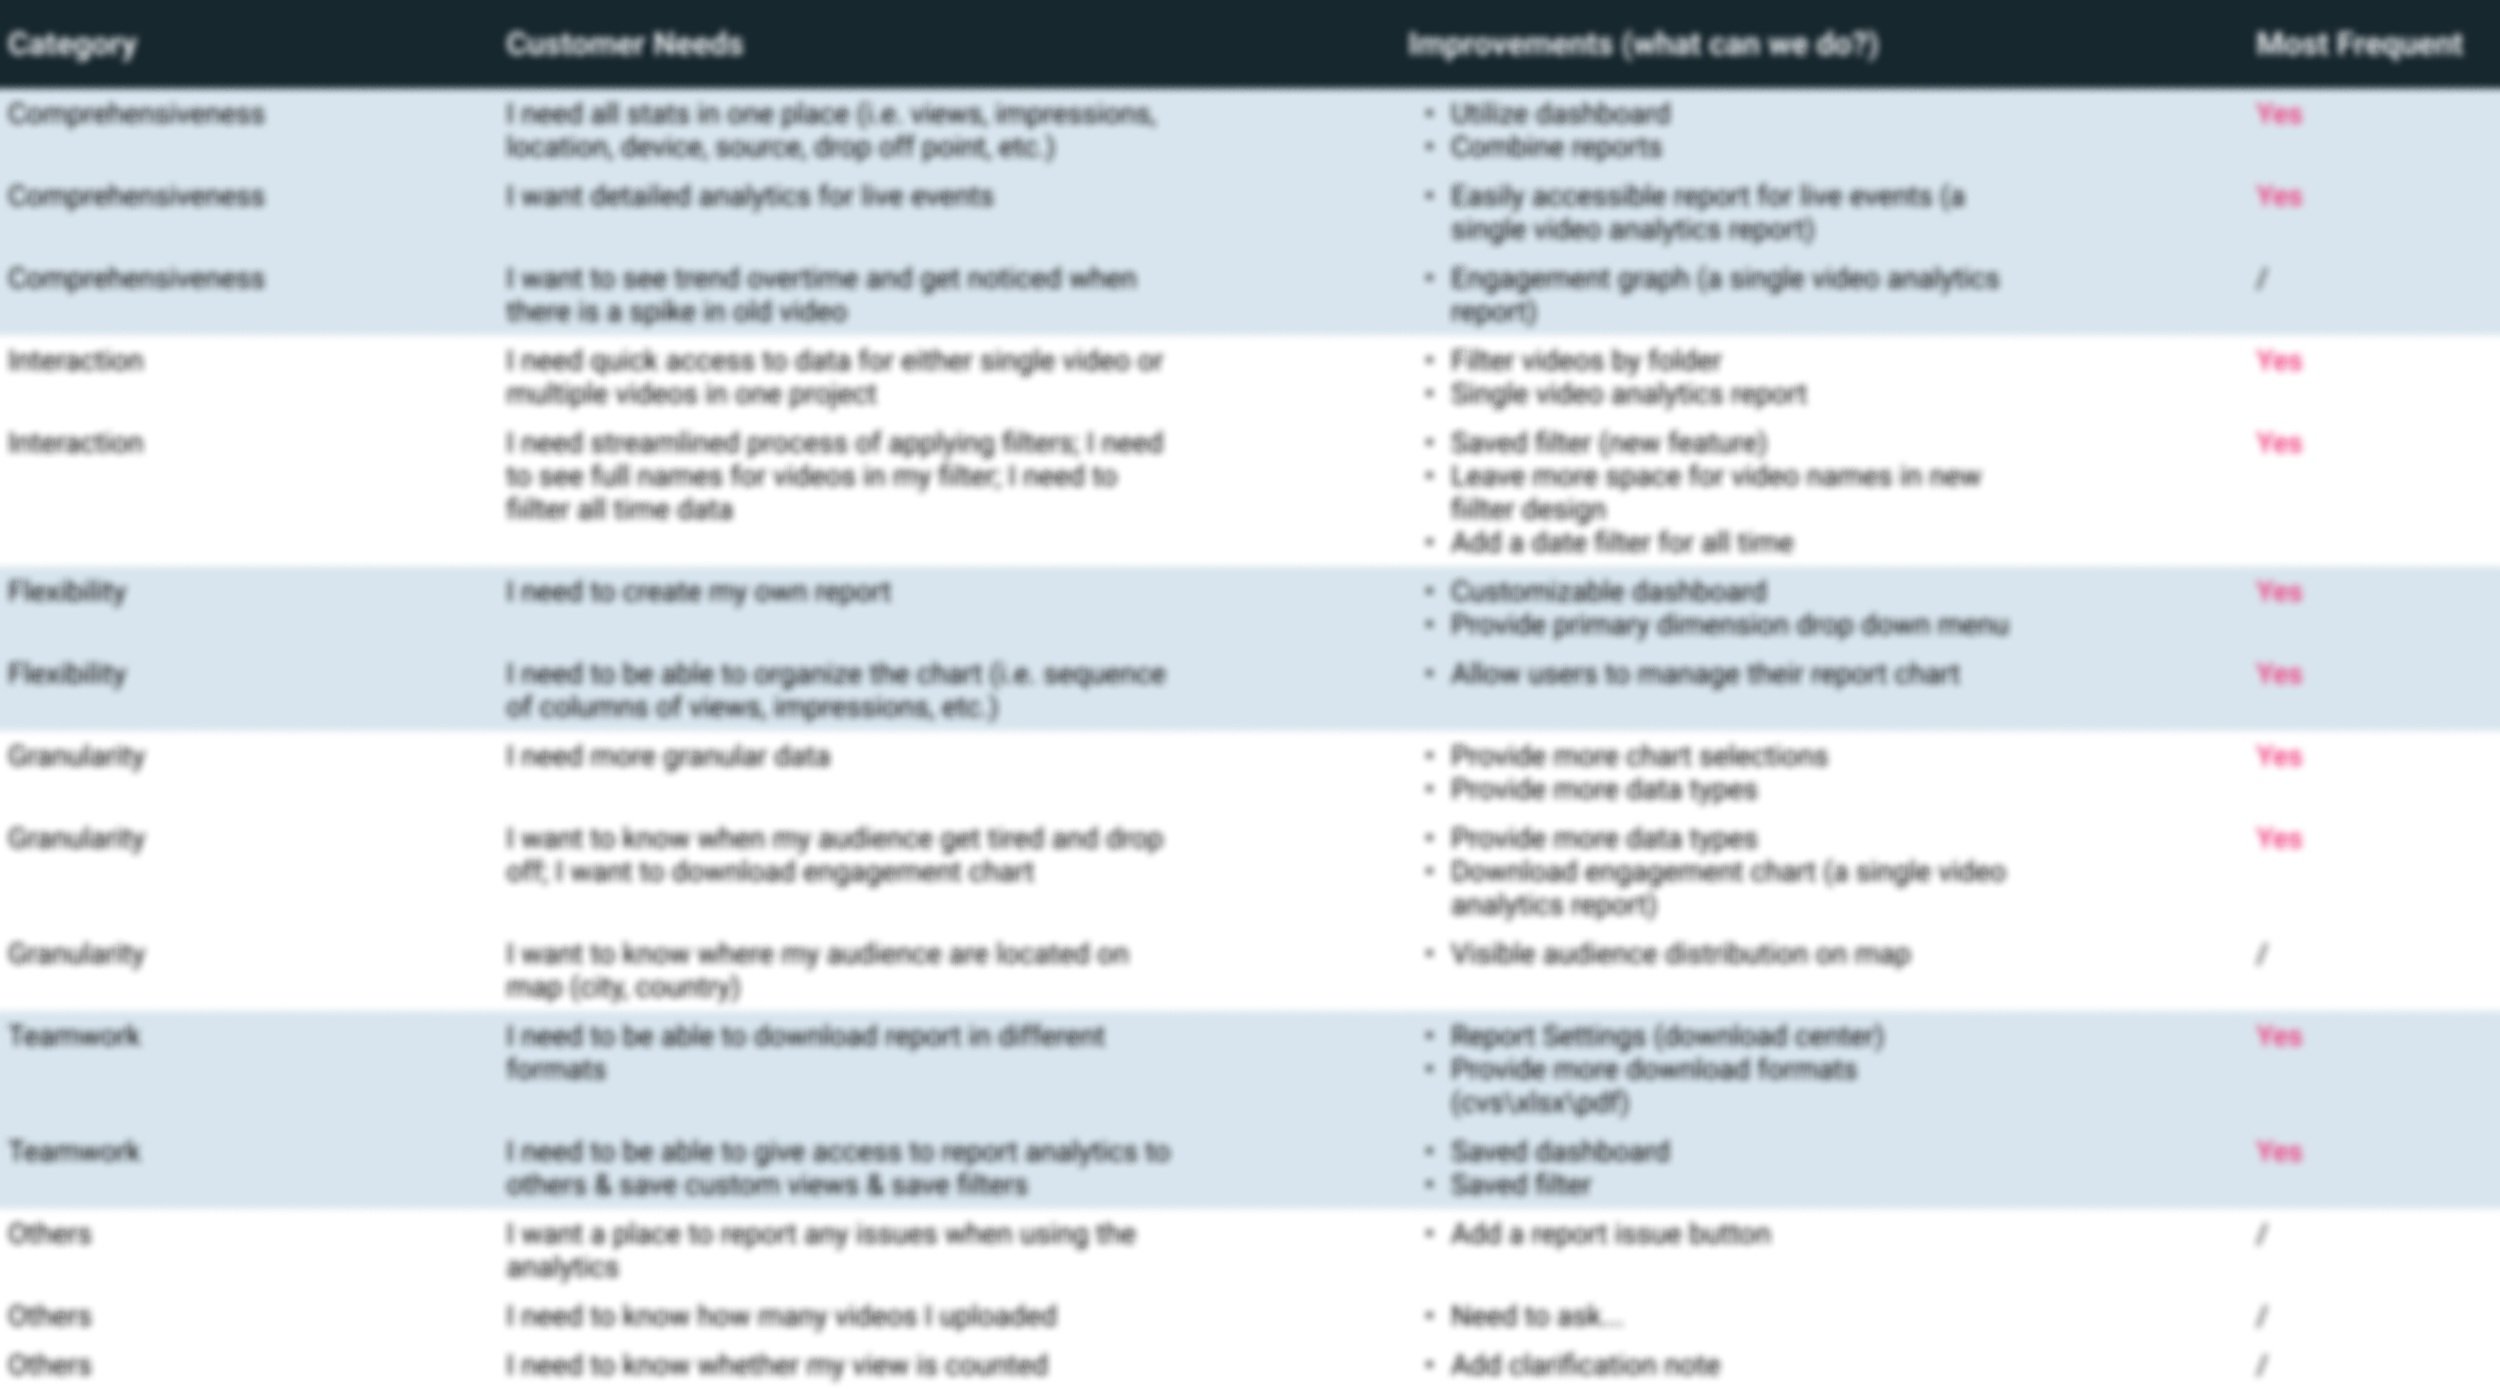 Category Customer Needs Improvements (what can we do?) Most Frequent
Comprehensiveness I need all stats in one place (i.e. views, impressions, • Utilize dashboard Yes
location, device, source, drop off point, etc.) • Combine reports
Comprehensiveness I want detailed analytics for live events • Easily accessible report for live events (a Yes
single video analytics report)
Comprehensiveness I want to see trend overtime and get noticed when • Engagement graph (a single video analytics /
there is a spike in old video report)
Interaction I need quick access to data for either single video or • Filter videos by folder Yes
multiple videos in one project • Single video analytics report
Interaction I need streamlined process of applying filters; I need • Saved filter (new feature) Yes
to see full names for videos in my filter; I need to • Leave more space for video names in new
fiilter all time data fiilter design
• Add a date filter for all time
Flexibility I need to create my own report • Customizable dashboard Yes
• Provide primary dimension drop down menu
Flexibility I need to be able to organize the chart (i.e. sequence • Allow users to manage their report chart Yes
of columns of views, impressions, etc.)
Granularity I need more granular data • Provide more chart selections Yes
• Provide more data types
Granularity I want to know when my audience get tired and drop • Provide more data types Yes
off; I want to download engagement chart • Download engagement chart (a single video
analytics report)
Granularity I want to know where my audience are located on • Visible audience distribution on map /
map (city, country)
Teamwork I need to be able to download report in different • Report Settings (download center) Yes
formats • Provide more download formats
(cvs\xlsx\pdf)
Teamwork I need to be able to give access to report analytics to • Saved dashboard Yes
others & save custom views & save filters • Saved filter
Others I want a place to report any issues when using the • Add a report issue button /
analytics
Others I need to know how many videos I uploaded • Need to ask... /
Others I need to know whether my view is counted • Add clarification note /